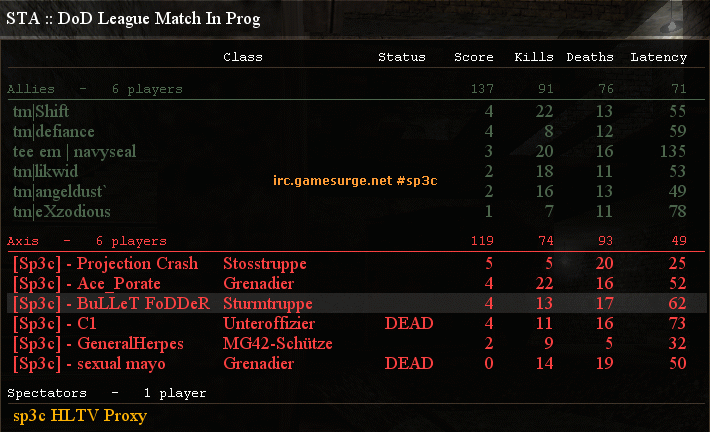 STA :: DoD League Match In Prog
Class Status Score Kills Deaths Latency
Allies - 6 players 137 91 76 71
tm|Shift 4 22 13 55
tm|defiance 4 8 12 59
tee em | navyseal 3 20 16 135
tm|likwid 2 18 11 53
irc.gamesurge.net #sp3c
tm|angeldust` 2 16 13 49
tm|eXzodious 1 7 11 78
Axis - 6 players 119 74 93 49
[Sp3c] - Projection Crash Stosstruppe 5 5 20 25
[Sp3c] - Ace_Porate Grenadier 4 22 16 52
[Sp3c] - BuLLeT FoDDeR Sturmtruppe 4 13 17 62
[Sp3c] - C1 Unteroffizier DEAD 4 11 16 73
[Sp3c] - GeneralHerpes MG42-Schütze 2 9 5 32
[Sp3c] - sexual mayo Grenadier DEAD 0 14 19 50
Spectators - 1 player
sp3c HLTV Proxy